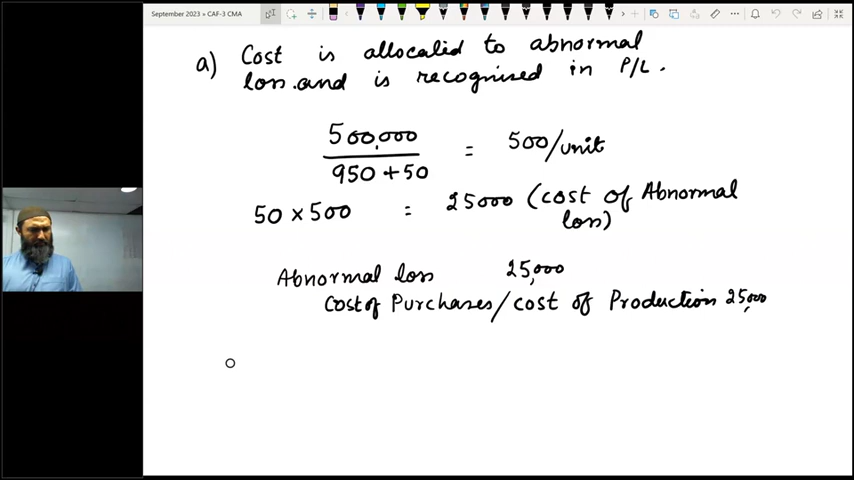 September 2023 » CAF-3 CMA
a) Cost is allocated to abnormal
loss.and is recognised in P/L.
500,000
950 + 50
= 500/unit
50 × 500 = 25000 (cost of Abnormal
loss)
Abnormal loss 25,000
Cost of Purchases/cost of Production 25,000